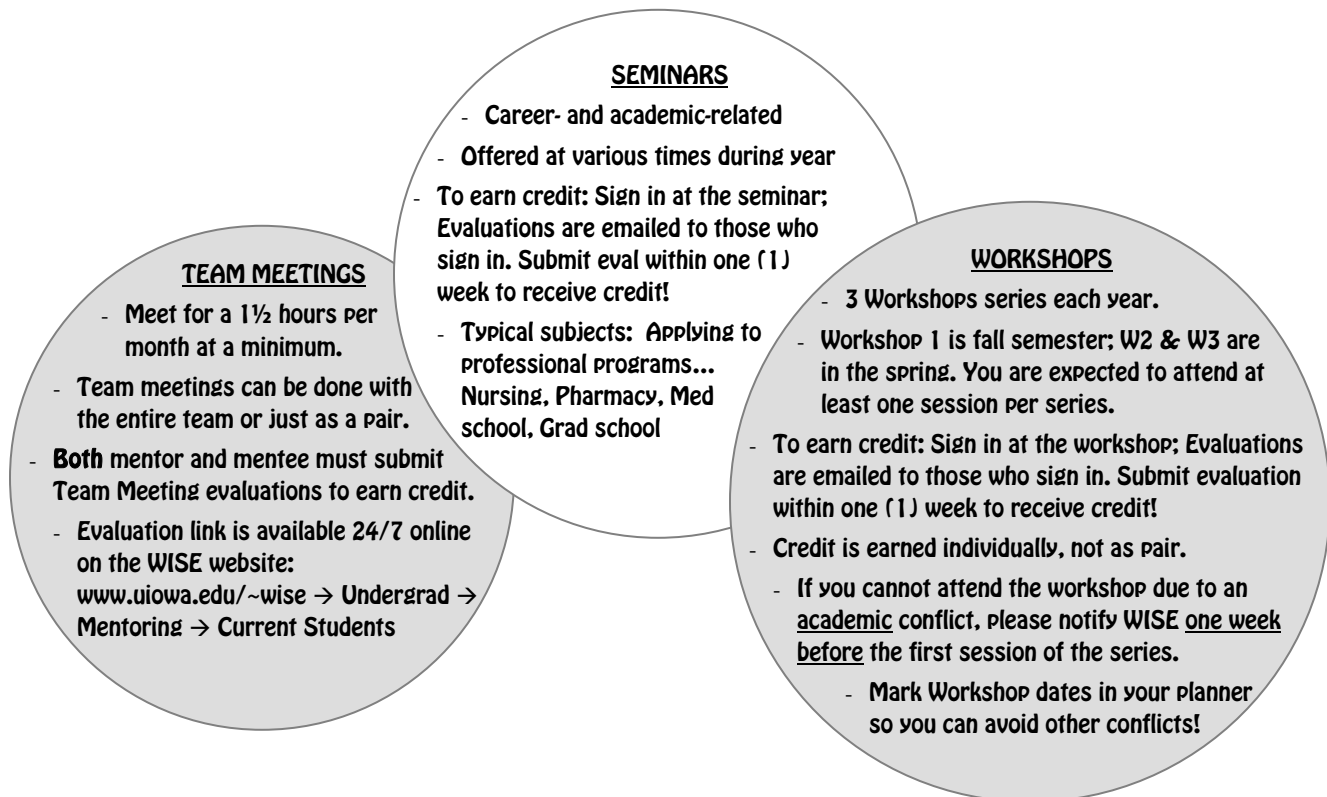 SEMINARS
- Career- and academic-related
- Offered at various times during year
- To earn credit: Sign in at the seminar;
Evaluations are emailed to those who
sign in. Submit eval within one (1)
week to receive credit!
- Typical subjects: Applying to
professional programs...
Nursing, Pharmacy, Med
school, Grad school
TEAM MEETINGS
- Meet for a 1½ hours per
month at a minimum.
- Team meetings can be done with
the entire team or just as a pair.
- Both mentor and mentee must submit
Team Meeting evaluations to earn credit.
- Evaluation link is available 24/7 online
on the WISE website:
www.uiowa.edu/~wise → Undergrad →
Mentoring → Current Students
WORKSHOPS
- 3 Workshops series each year.
- Workshop 1 is fall semester; W2 & W3 are
in the spring. You are expected to attend at
least one session per series.
- To earn credit: Sign in at the workshop; Evaluations
are emailed to those who sign in. Submit evaluation
within one (1) week to receive credit!
- Credit is earned individually, not as pair.
- If you cannot attend the workshop due to an
academic conflict, please notify WISE one week
before the first session of the series.
- Mark Workshop dates in your planner
so you can avoid other conflicts!